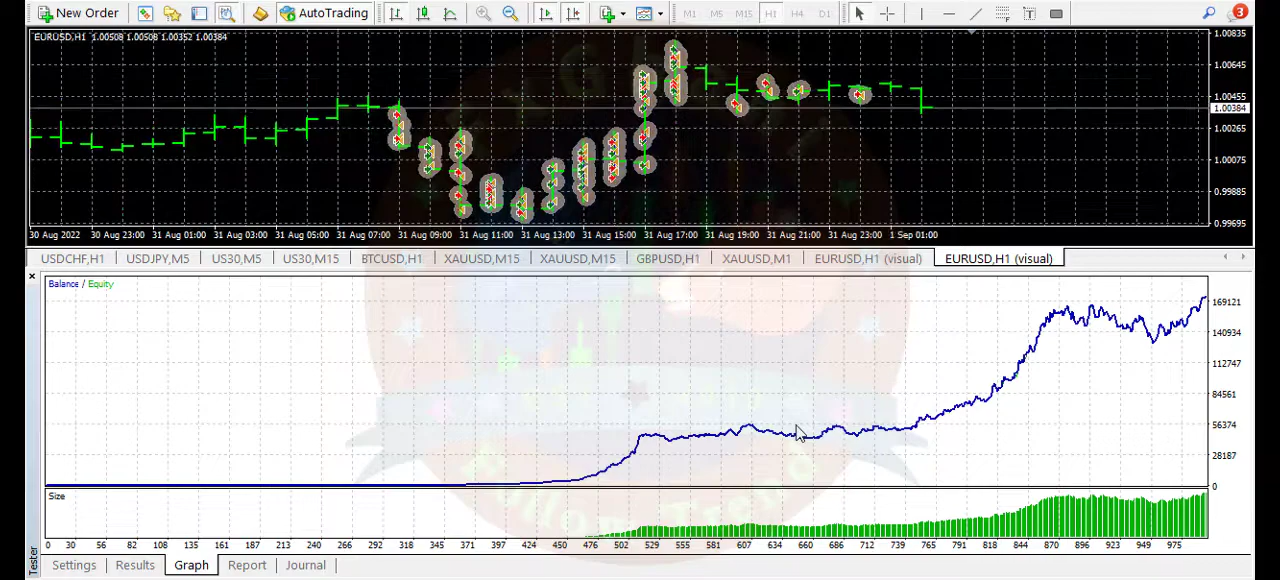 New Order AutoTrading M1 M5 M15 H1 H4 D1 T 3
EURUSD,H1 1.00508 1.00508 1.00352 1.00384
1.00835
1.00645
1.00455
1.00384
1.00265
1.00075
0.99885
0.99695
30 Aug 2022 30 Aug 23:00 31 Aug 01:00 31 Aug 03:00 31 Aug 05:00 31 Aug 07:00 31 Aug 09:00 31 Aug 11:00 31 Aug 13:00 31 Aug 15:00 31 Aug 17:00 31 Aug 19:00 31 Aug 21:00 31 Aug 23:00 1 Sep 01:00
USDCHF,H1 USDJPY,M5 US30,M5 US30,M15 BTCUSD,H1 XAUUSD,M15 XAUUSD,M15 GBPUSD,H1 XAUUSD,M1 EURUSD,H1 (visual) EURUSD,H1 (visual)
Balance / Equity
169121
140934
112747
84561
56374
28187
0
Size
0 30 56 82 108 135 161 187 213 240 266 292 318 345 371 397 424 450 476 502 529 555 581 607 634 660 686 712 739 765 791 818 844 870 896 923 949 975
Tester
Settings Results Graph Report Journal